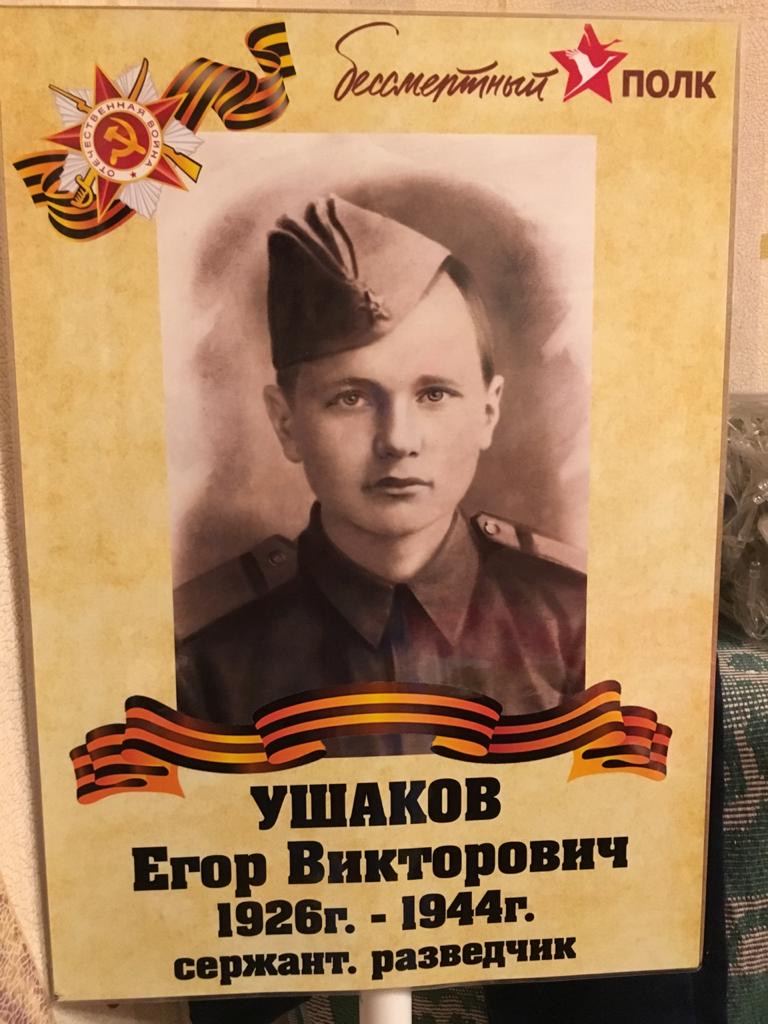 бессмертный ПОЛК
ОТЕЧЕСТВЕННАЯ ВОЙНА
УШАКОВ
Егор Викторович
1926г. - 1944г.
сержант. разведчик